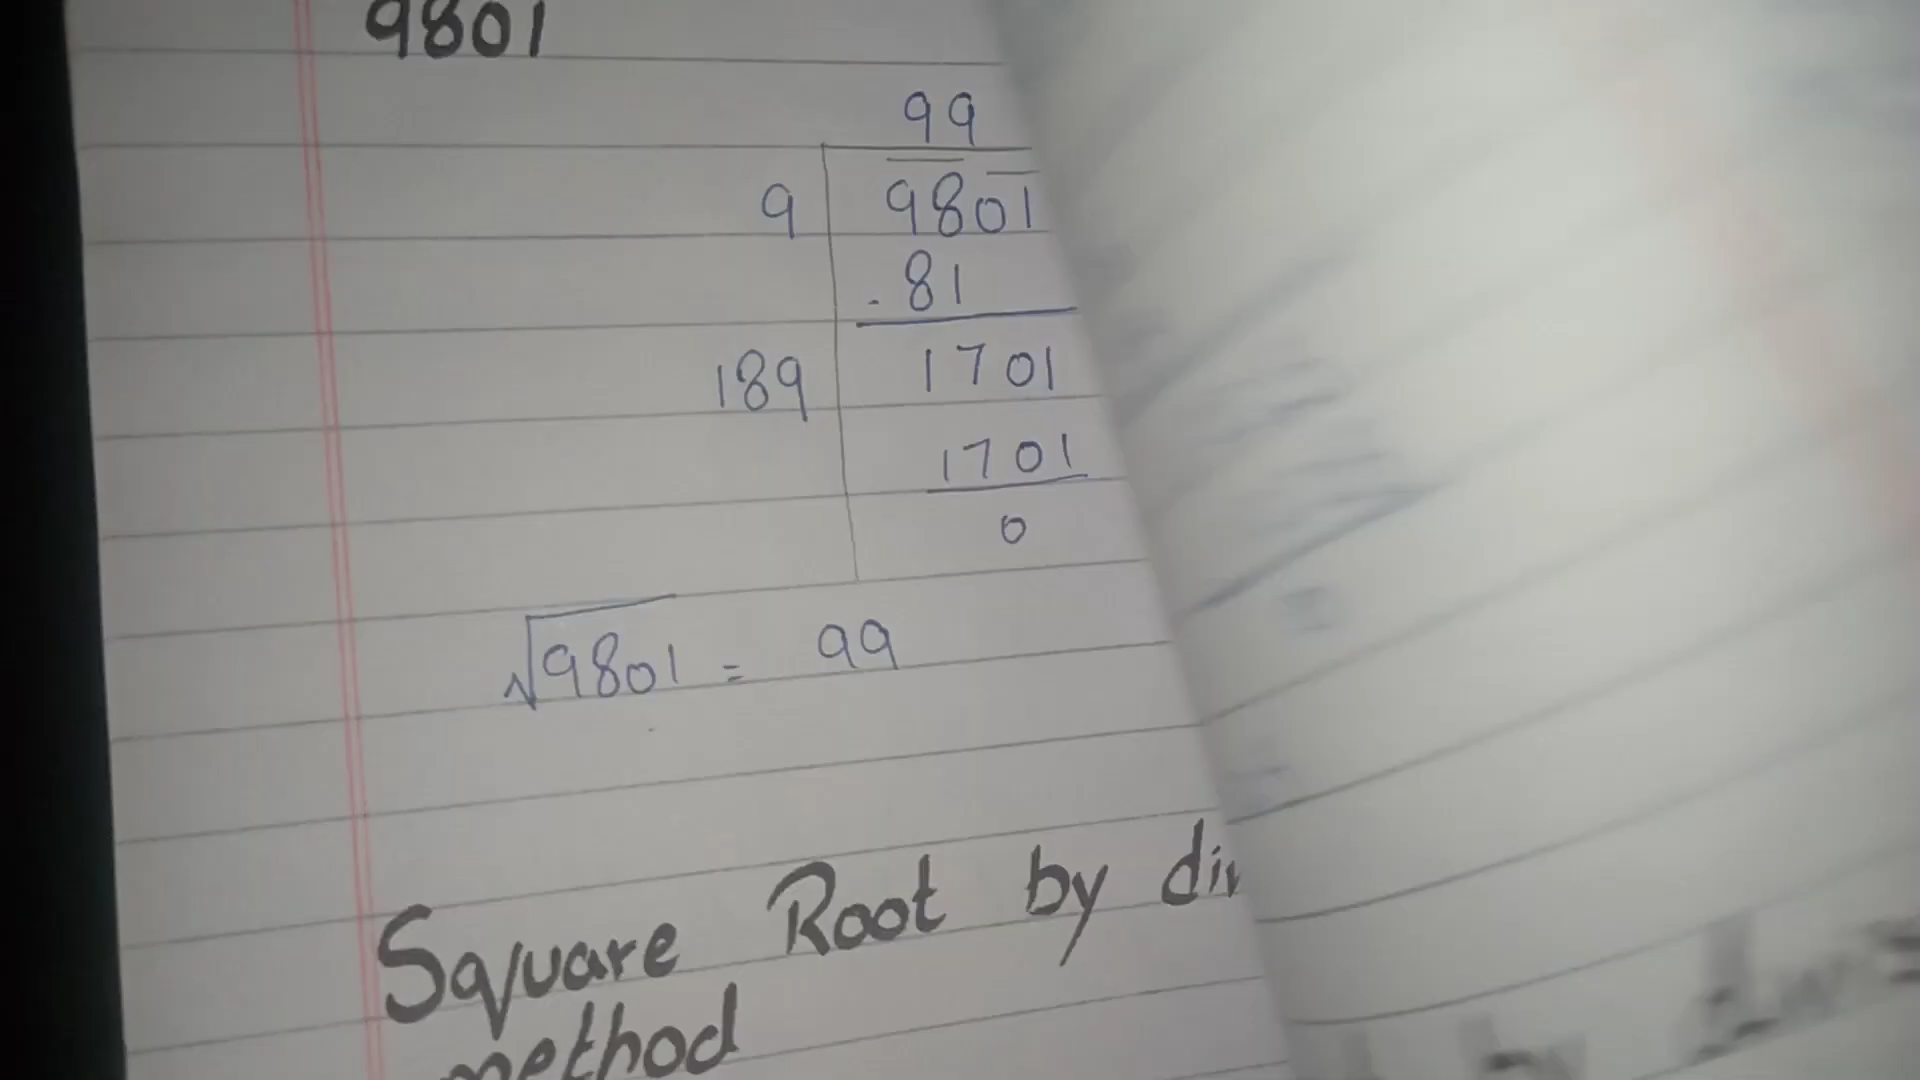 9801
99
9 9801
. 81
189 1701
1701
0
√9801 = 99
Square Root by
method